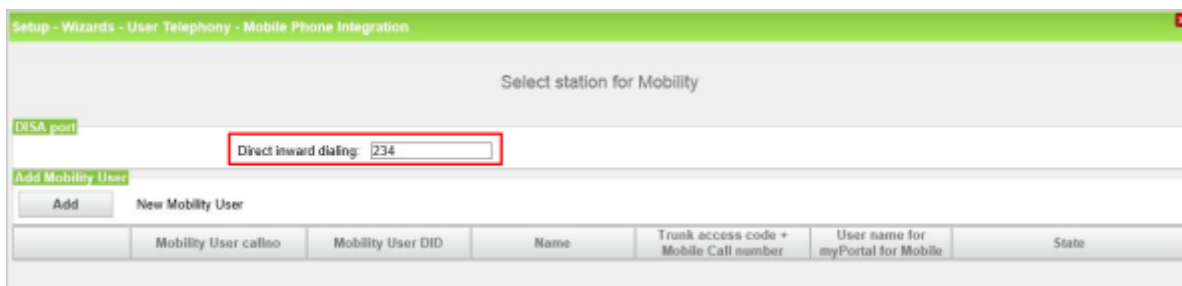 Setup - Wizards - User Telephony - Mobile Phone Integration
Select station for Mobility
DISA port
Direct inward dialing: 234
Add Mobility User
Add New Mobility User
Mobility User callno Mobility User DID Name Trunk access code + Mobile Call number User name for myPortal for Mobile State